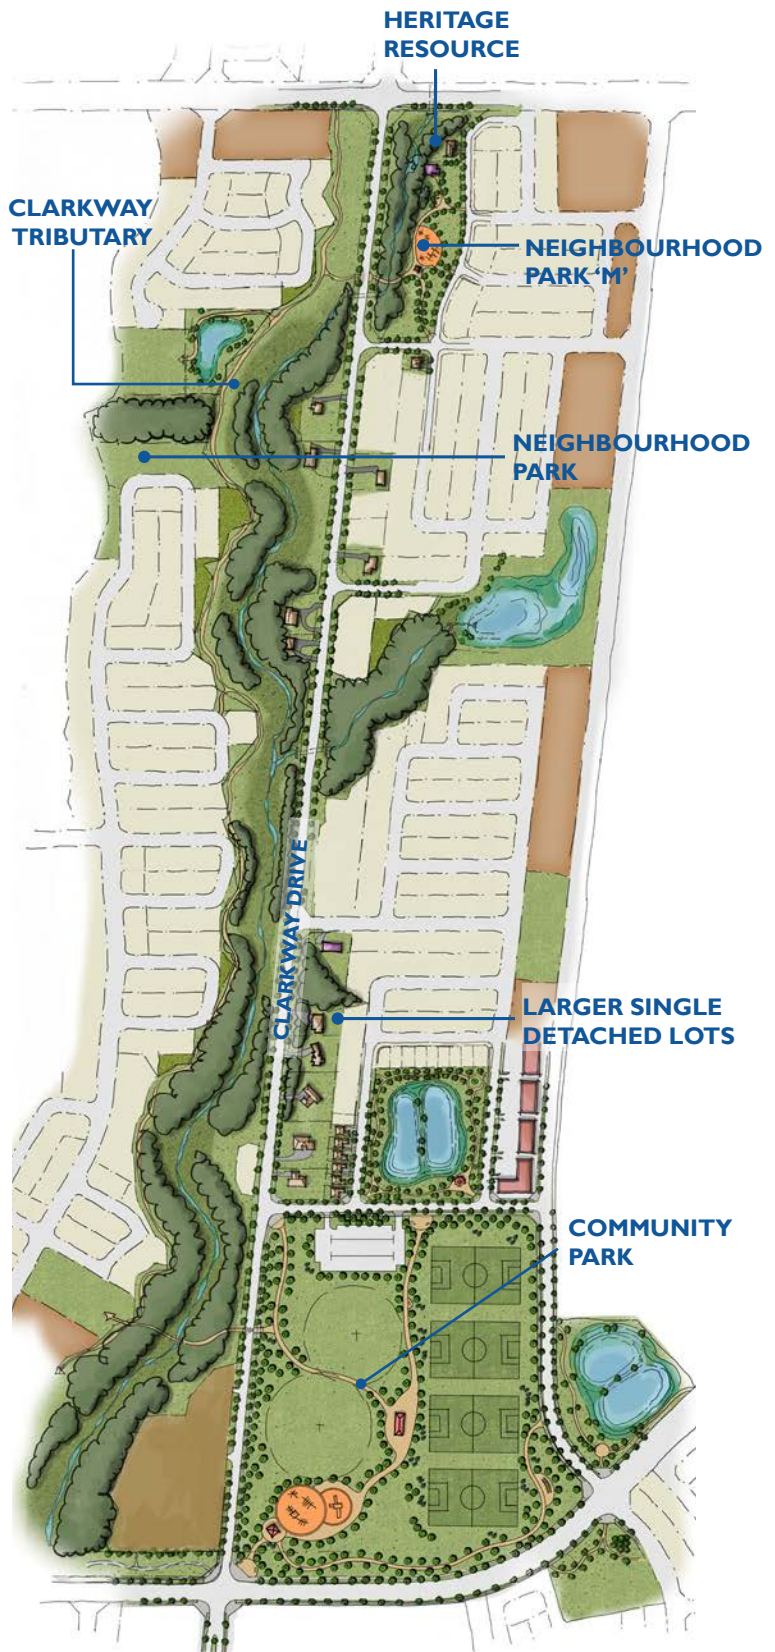 HERITAGE
RESOURCE
CLARKWAY
TRIBUTARY
NEIGHBOURHOOD
PARK ‘M’
NEIGHBOURHOOD
PARK
CLARKWAY DRIVE
LARGER SINGLE
DETACHED LOTS
COMMUNITY
PARK